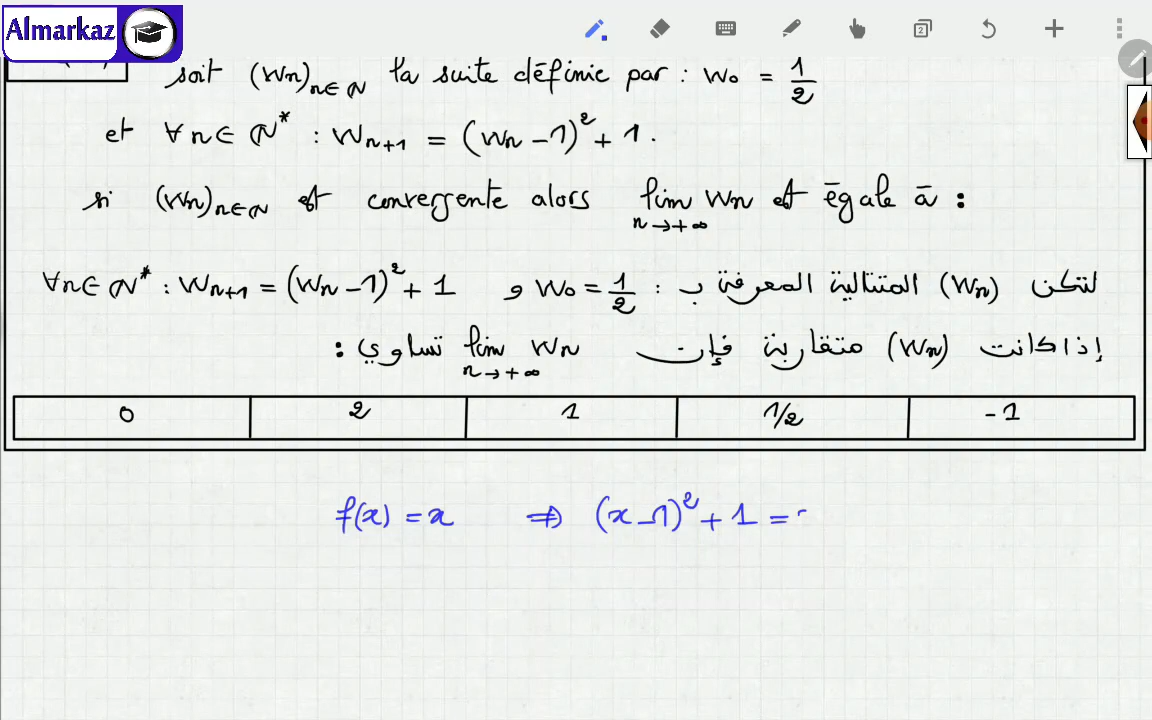 Almarkaz
soit (Wn)n∈ℕ la suite définie par : W₀ = 1/2
et ∀n∈ ℕ* : Wn+1 = (Wn −1)² + 1.
si (Wn)n∈ℕ est convergente alors lim n→+∞ Wn est égale à :
لتكن (Wn) المتتالية المعرفة ب : W₀ = 1/2 و ∀n∈ ℕ* : Wn+1 = (Wn −1)² + 1
إذا كانت (Wn) متقاربة فإن lim n→+∞ Wn تساوي :
0 2 1 1/2 -1
f(x) = x ⇒ (x−1)² + 1 =